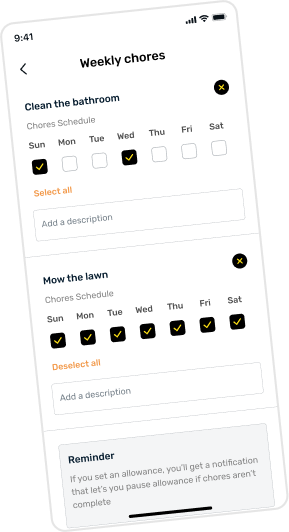 9:41
Weekly chores
Clean the bathroom
Chores Schedule
Sun Mon Tue Wed Thu Fri Sat
Select all
Add a description
Mow the lawn
Chores Schedule
Sun Mon Tue Wed Thu Fri Sat
Deselect all
Add a description
Reminder
If you set an allowance, you'll get a notification
that let's you pause allowance if chores aren't
complete